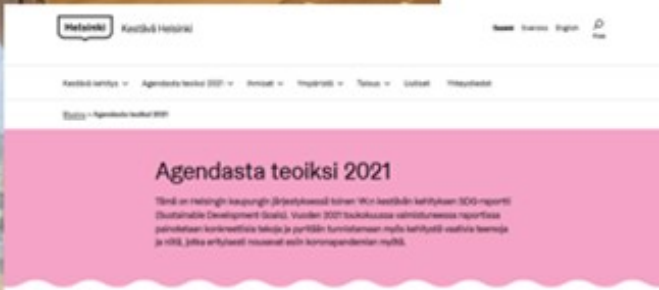 Helsinki Kestävä Helsinki
Suomi Svenska English
Haku
Kestävä kehitys Agendasta teoiksi 2021 Ihmiset Ympäristö Talous Uutiset Yhteystiedot
Etusivu > Agendasta teoiksi 2021
Agendasta teoiksi 2021
Tämä on Helsingin kaupungin järjestyksessä toinen YK:n kestävän kehityksen SDG-raportti
(Sustainable Development Goals). Vuoden 2021 toukokuussa valmistuneessa raportissa
painotetaan konkreettisia tekoja ja pyritään tunnistamaan myös kehitystä vaativia teemoja
ja niitä, jotka erityisesti nousevat esiin koronapandemian myötä.